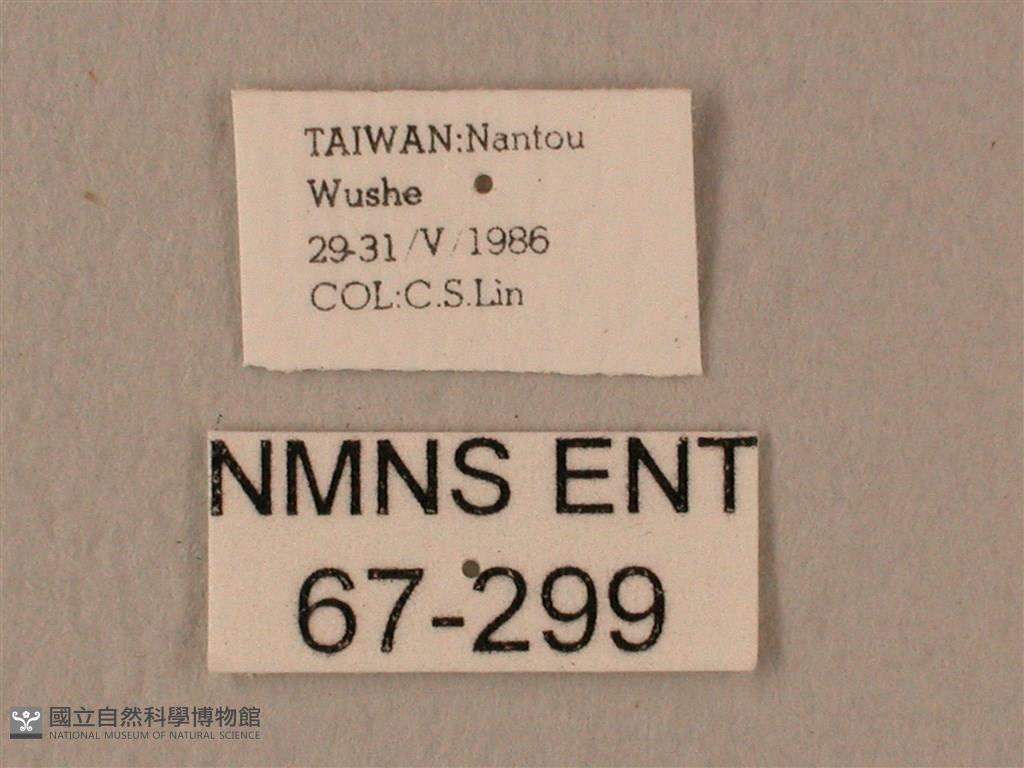 TAIWAN:Nantou
Wushe
29-31/V/1986
COL:C.S.Lin
NMNS ENT
67-299
國立自然科學博物館
NATIONAL MUSEUM OF NATURAL SCIENCE